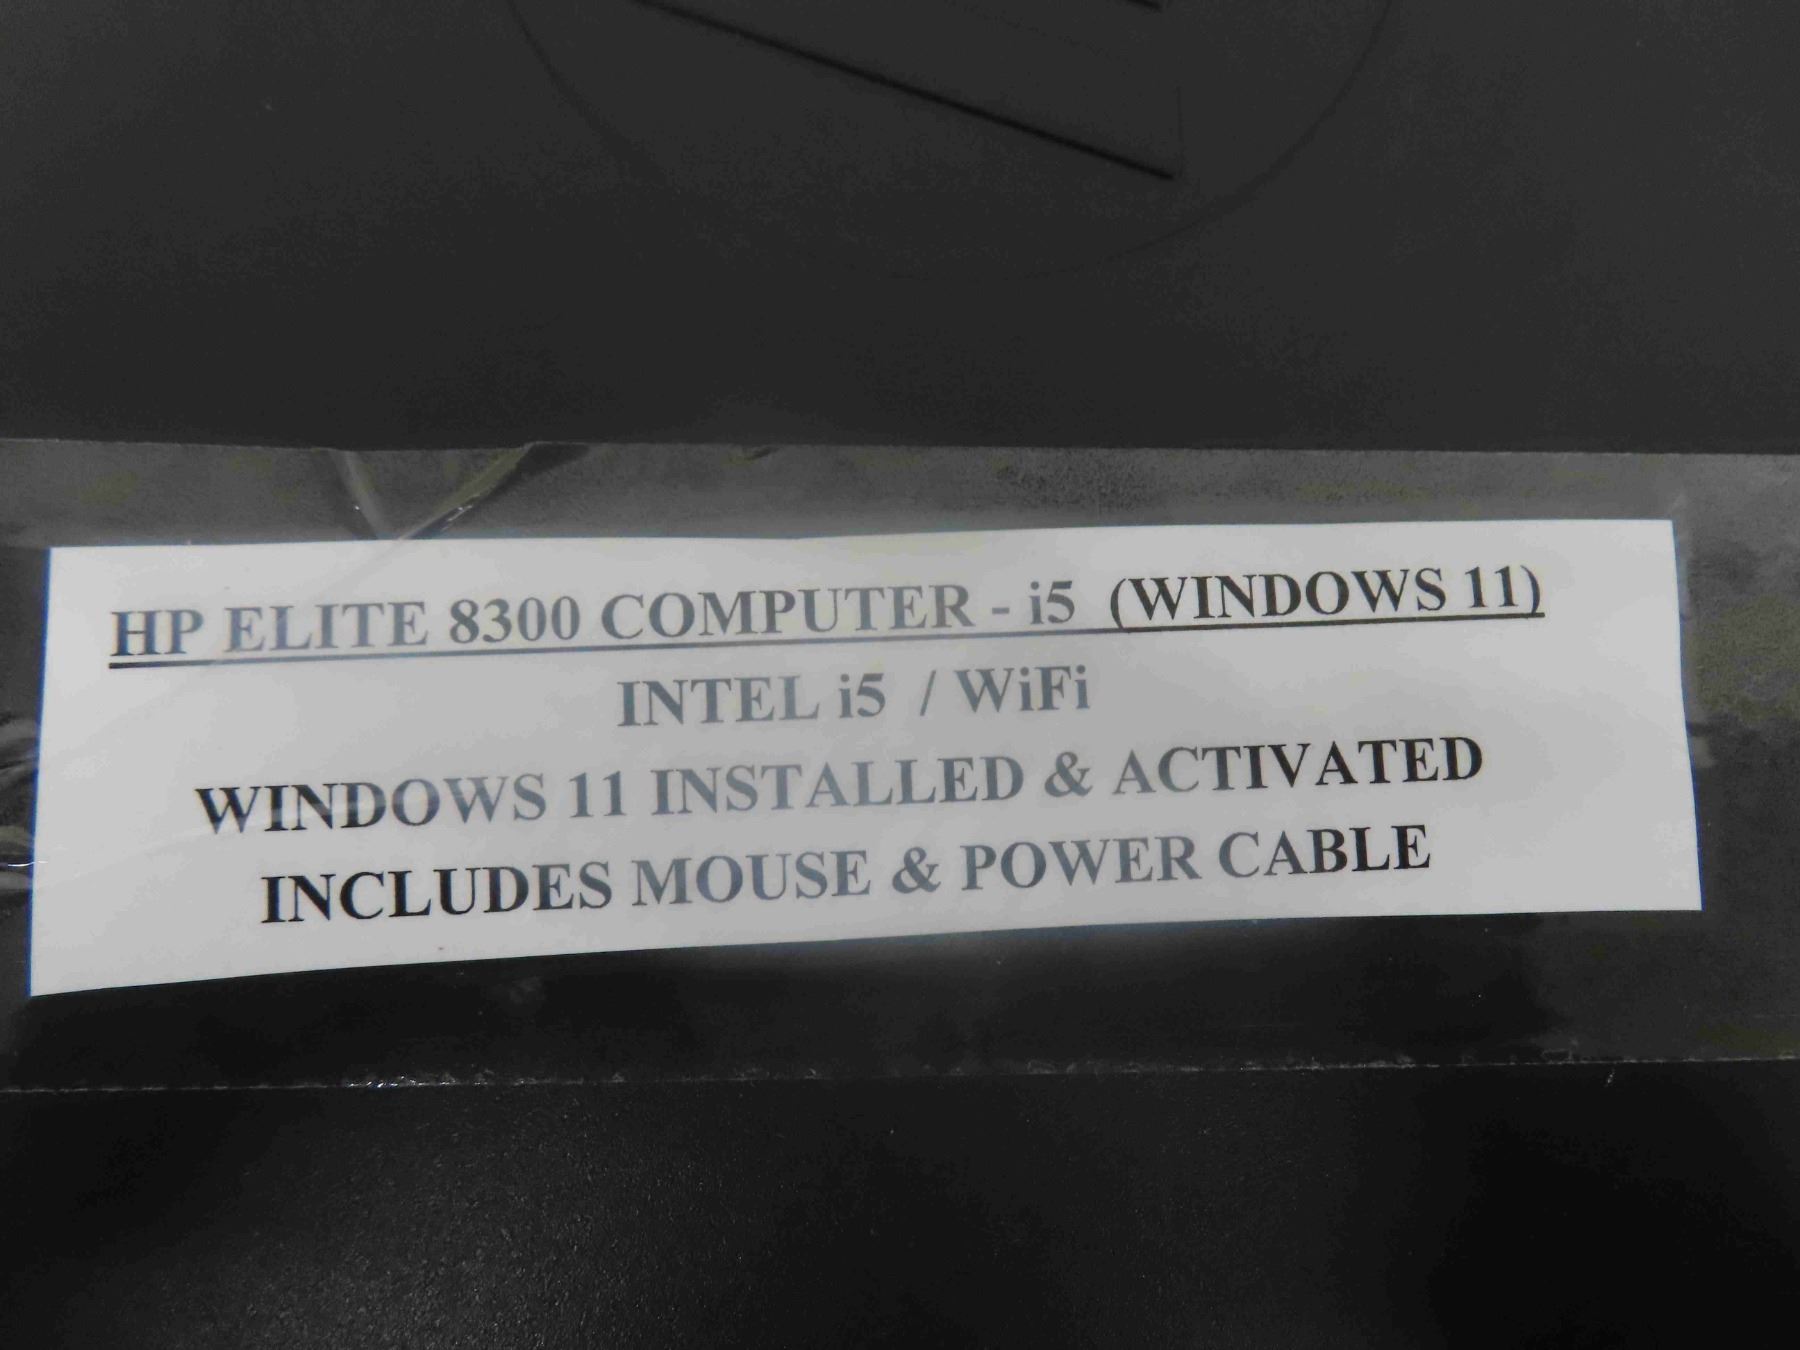 HP ELITE 8300 COMPUTER - i5 (WINDOWS 11)
INTEL i5 / WiFi
WINDOWS 11 INSTALLED & ACTIVATED
INCLUDES MOUSE & POWER CABLE